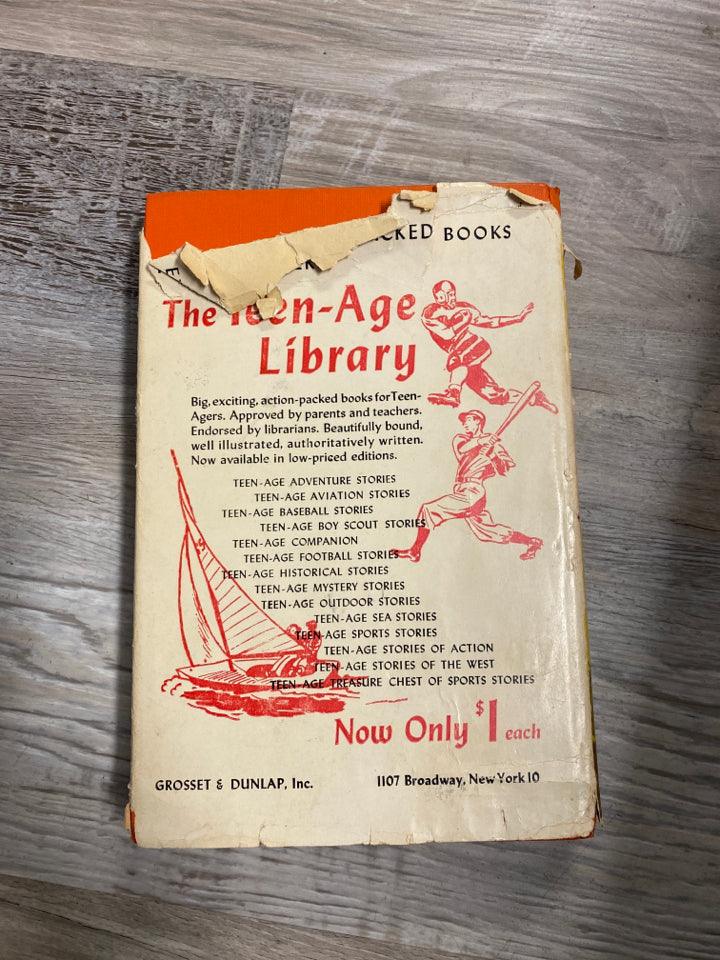 CKED BOOKS
The Teen-Age
Library
Big, exciting, action-packed books for Teen-
Agers. Approved by parents and teachers.
Endorsed by librarians. Beautifully bound,
well illustrated, authoritatively written.
Now available in low-priced editions.
TEEN-AGE ADVENTURE STORIES
TEEN-AGE AVIATION STORIES
TEEN-AGE BASEBALL STORIES
TEEN-AGE BOY SCOUT STORIES
TEEN-AGE COMPANION
TEEN-AGE FOOTBALL STORIES
TEEN-AGE HISTORICAL STORIES
TEEN-AGE MYSTERY STORIES
TEEN-AGE OUTDOOR STORIES
TEEN-AGE SEA STORIES
TEEN-AGE SPORTS STORIES
TEEN-AGE STORIES OF ACTION
TEEN-AGE STORIES OF THE WEST
TEEN-AGE TREASURE CHEST OF SPORTS STORIES
Now Only $1 each
GROSSET & DUNLAP, Inc. 1107 Broadway, New York 10